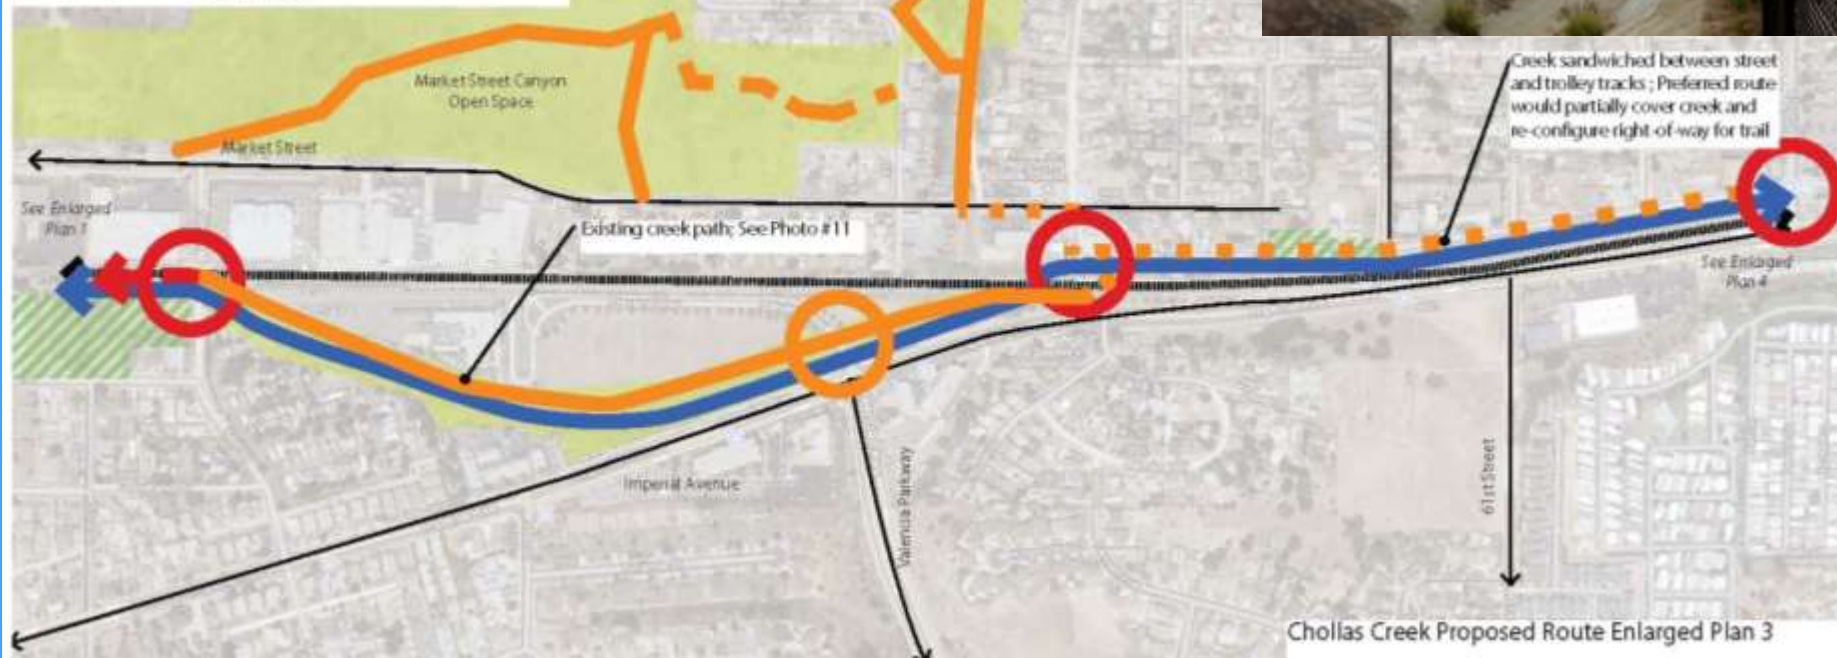 Creek sandwiched between street
and trolley tracks ; Preferred route
would partially cover creek and
re-configure right-of-way for trail
Market Street Canyon
Open Space
Market Street
See Enlarged
Plan 1
Existing creek path; See Photo #11
See Enlarged
Plan 4
Imperial Avenue
Valencia Parkway
61st Street
Chollas Creek Proposed Route Enlarged Plan 3